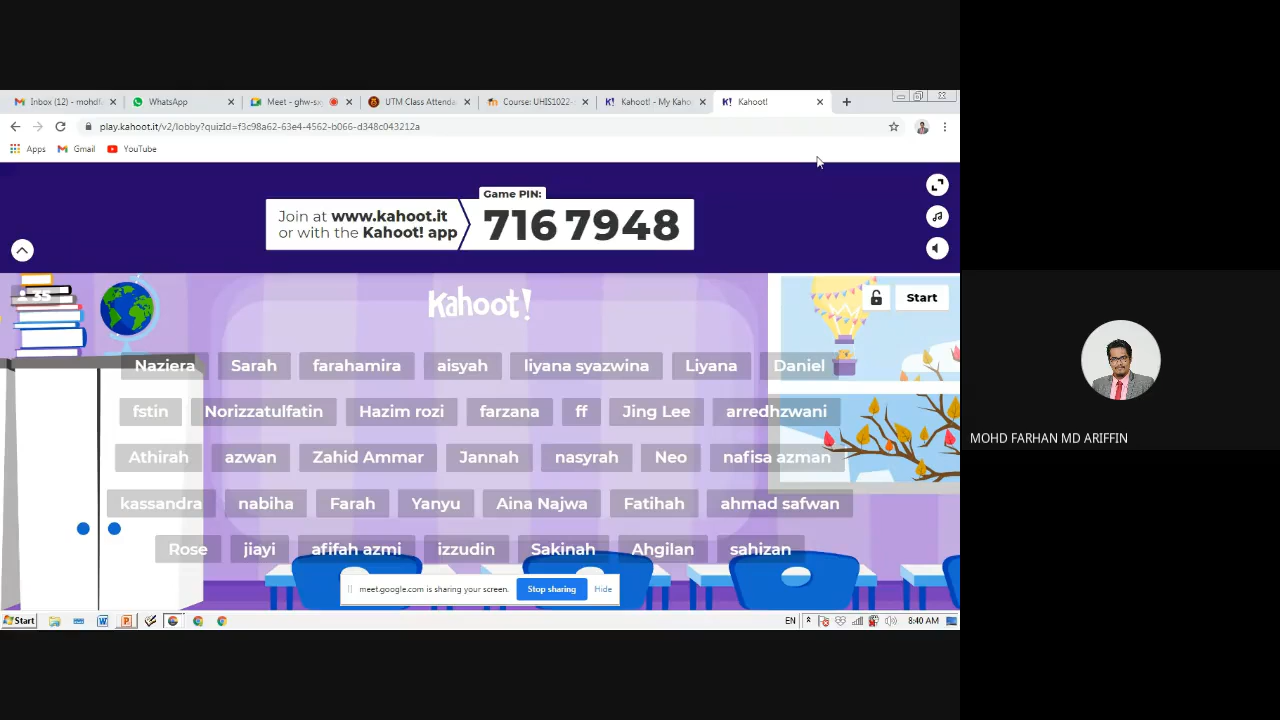 Inbox (12) - mohdf
WhatsApp
Meet - ghw-sx
UTM Class Attenda
Course: UHIS1022-
Kahoot! - My Kaho
Kahoot!
play.kahoot.it/v2/lobby?quizId=f3c98a62-63e4-4562-b066-d348c043212a
Apps Gmail YouTube
Game PIN:
Join at www.kahoot.it
or with the Kahoot! app
716 7948
35
Kahoot!
Start
Naziera Sarah farahamira aisyah liyana syazwina Liyana Daniel
fstin Norizzatulfatin Hazim rozi farzana ff Jing Lee arredhzwani
Athirah azwan Zahid Ammar Jannah nasyrah Neo nafisa azman
kassandra nabiha Farah Yanyu Aina Najwa Fatihah ahmad safwan
Rose jiayi afifah azmi izzudin Sakinah Ahgilan sahizan
meet.google.com is sharing your screen. Stop sharing Hide
Start EN 8:40 AM
MOHD FARHAN MD ARIFFIN